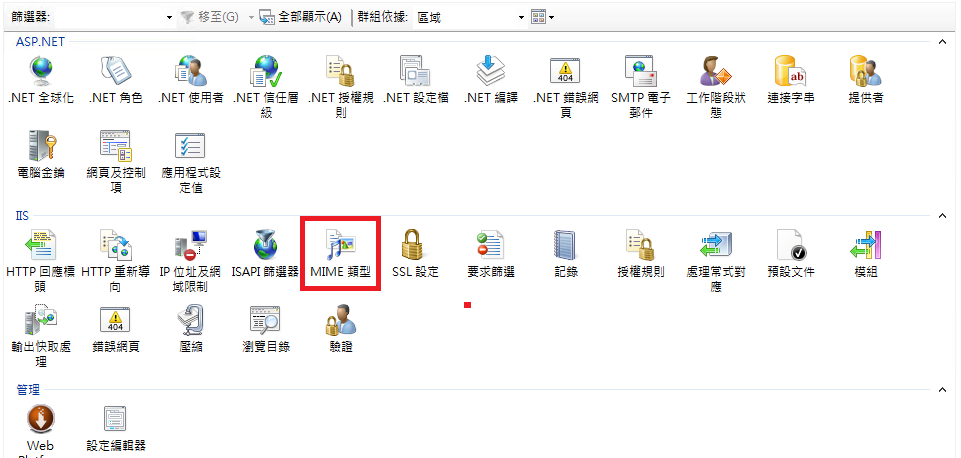 篩選器: 移至(G) 全部顯示(A) 群組依據: 區域
ASP.NET
.NET 全球化 .NET 角色 .NET 使用者 .NET 信任層級 .NET 授權規則 .NET 設定檔 .NET 編譯 .NET 錯誤網頁 SMTP 電子郵件 工作階段狀態 連接字串 提供者
電腦金鑰 網頁及控制項 應用程式設定值
IIS
HTTP 回應標頭 HTTP 重新導向 IP 位址及網域限制 ISAPI 篩選器 MIME 類型 SSL 設定 要求篩選 記錄 授權規則 處理常式對應 預設文件 模組
輸出快取處理 錯誤網頁 壓縮 瀏覽目錄 驗證
管理
Web 設定編輯器